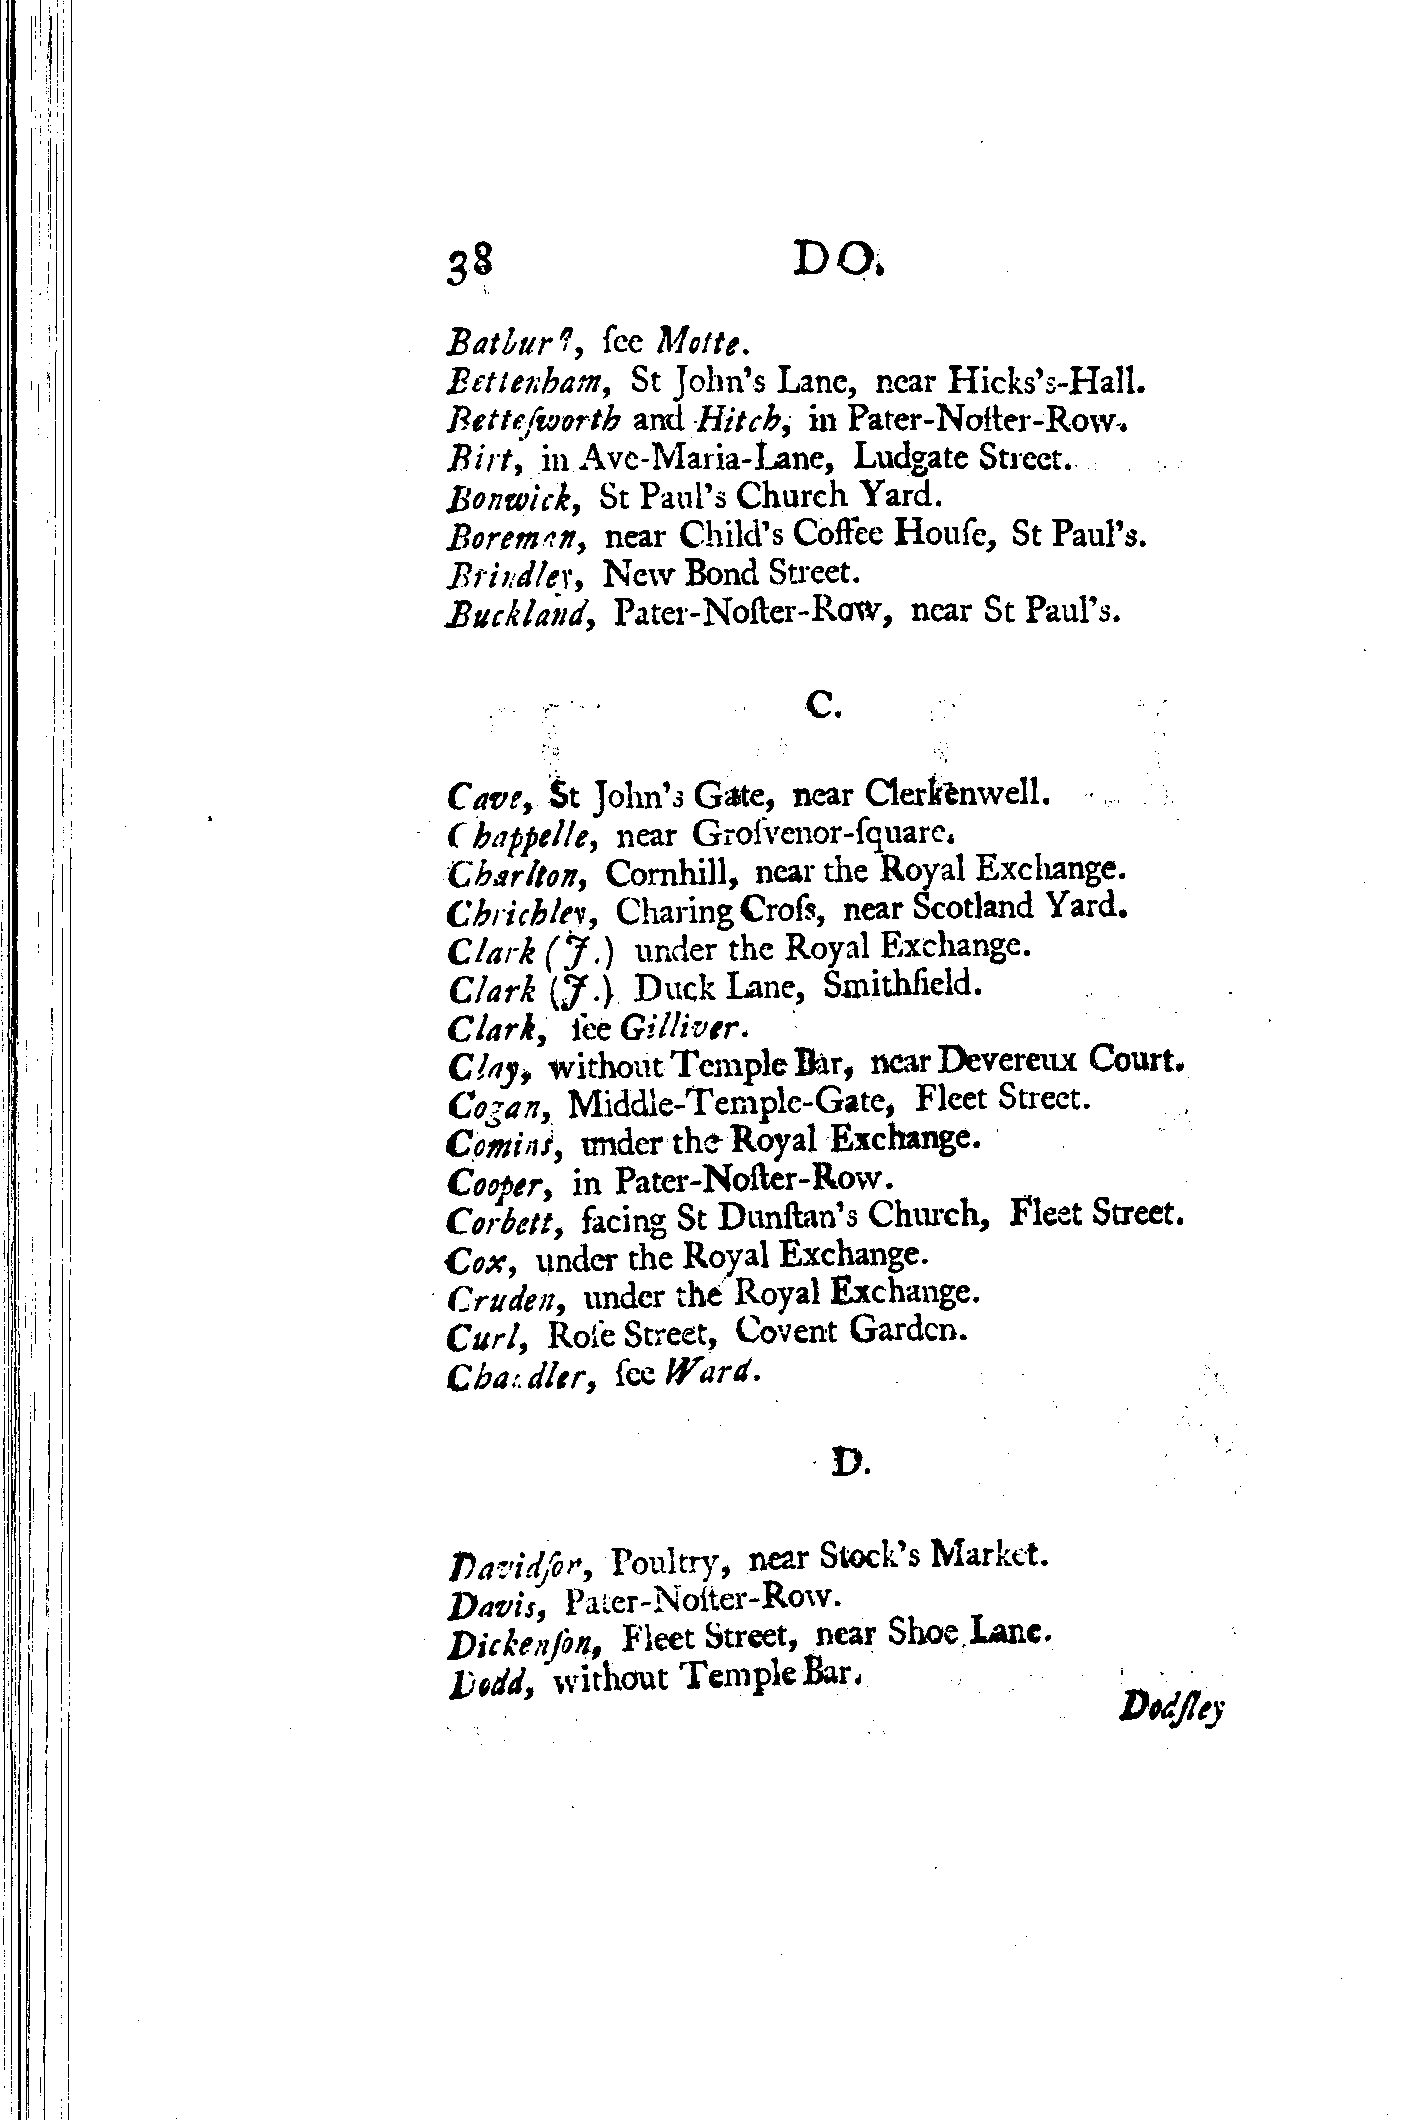 38 DO.
Bathurſt, ſee Motte.
Bettenham, St John's Lane, near Hicks's-Hall.
Betteſworth and Hitch, in Pater-Noſter-Row.
Birt, in Ave-Maria-Lane, Ludgate Street.
Bonwick, St Paul's Church Yard.
Boreman, near Child's Coffee Houſe, St Paul's.
Brindley, New Bond Street.
Buckland, Pater-Noſter-Row, near St Paul's.
C.
Cave, St John's Gate, near Clerkenwell.
Chappelle, near Groſvenor-ſquare.
Charlton, Cornhill, near the Royal Exchange.
Chrichley, Charing Croſs, near Scotland Yard.
Clark (J.) under the Royal Exchange.
Clark (J.) Duck Lane, Smithfield.
Clark, ſee Gilliver.
Clay, without Temple Bar, near Devereux Court.
Cogan, Middle-Temple-Gate, Fleet Street.
Comins, under the Royal Exchange.
Cooper, in Pater-Noſter-Row.
Corbett, facing St Dunſtan's Church, Fleet Street.
Cox, under the Royal Exchange.
Cruden, under the Royal Exchange.
Curl, Roſe Street, Covent Garden.
Chandler, ſee Ward.
D.
Davidſon, Poultry, near Stock's Market.
Davis, Pater-Noſter-Row.
Dickenſon, Fleet Street, near Shoe Lane.
Dodd, without Temple Bar.
Dodſley